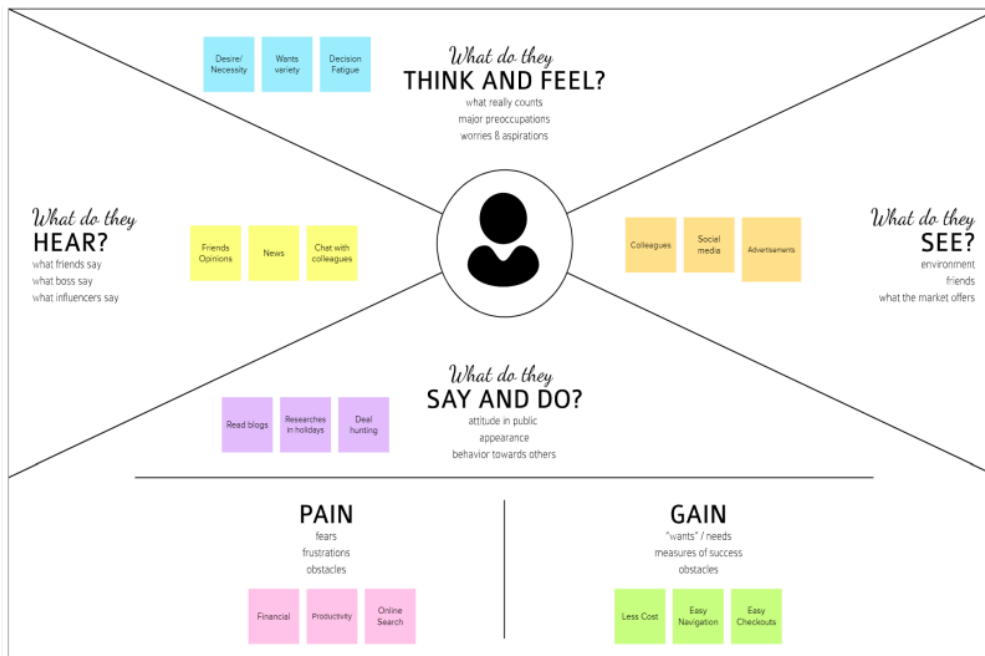 What do they
THINK AND FEEL?
what really counts
major preoccupations
worries & aspirations
Desire/
Necessity
Wants
variety
Decision
Fatigue
What do they
HEAR?
what friends say
what boss say
what influencers say
Friends
Opinions
News
Chat with
colleagues
Colleagues
Social
media
Advertisements
What do they
SEE?
environment
friends
what the market offers
What do they
SAY AND DO?
attitude in public
appearance
behavior towards others
Read blogs
Researches
in holidays
Deal
hunting
PAIN
fears
frustrations
obstacles
Financial
Productivity
Online
Search
GAIN
"wants" / needs
measures of success
obstacles
Less Cost
Easy
Navigation
Easy
Checkouts